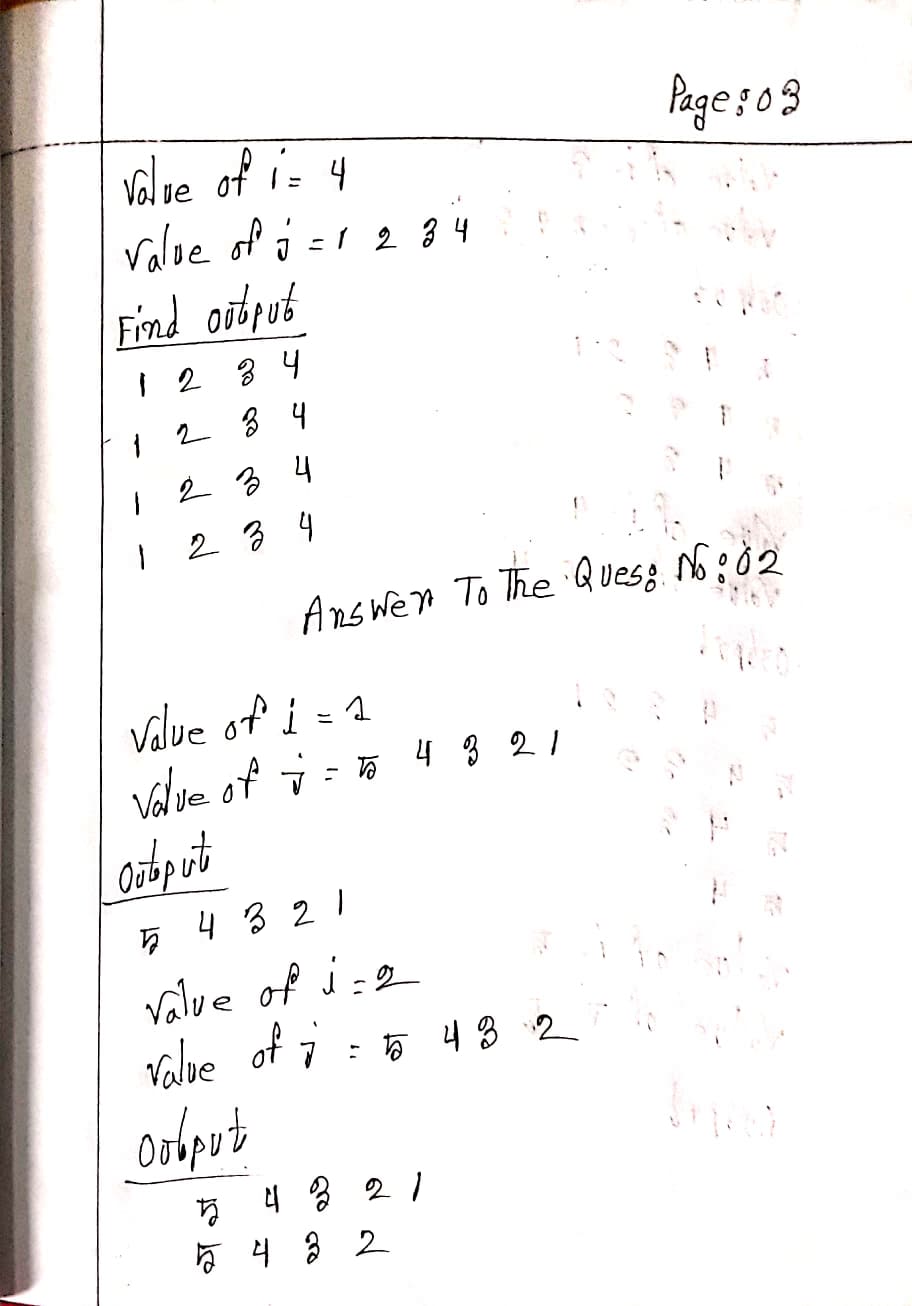 Page: 03
Value of i = 4
Value of j = 1 2 3 4
Find output
1 2 3 4
1 2 3 4
1 2 3 4
1 2 3 4
Answer To The Ques: No: 02
Value of i = 1
Value of j = 5 4 3 2 1
Output
5 4 3 2 1
Value of i = 2
Value of j = 5 4 3 2
Output
5 4 3 2 1
5 4 3 2